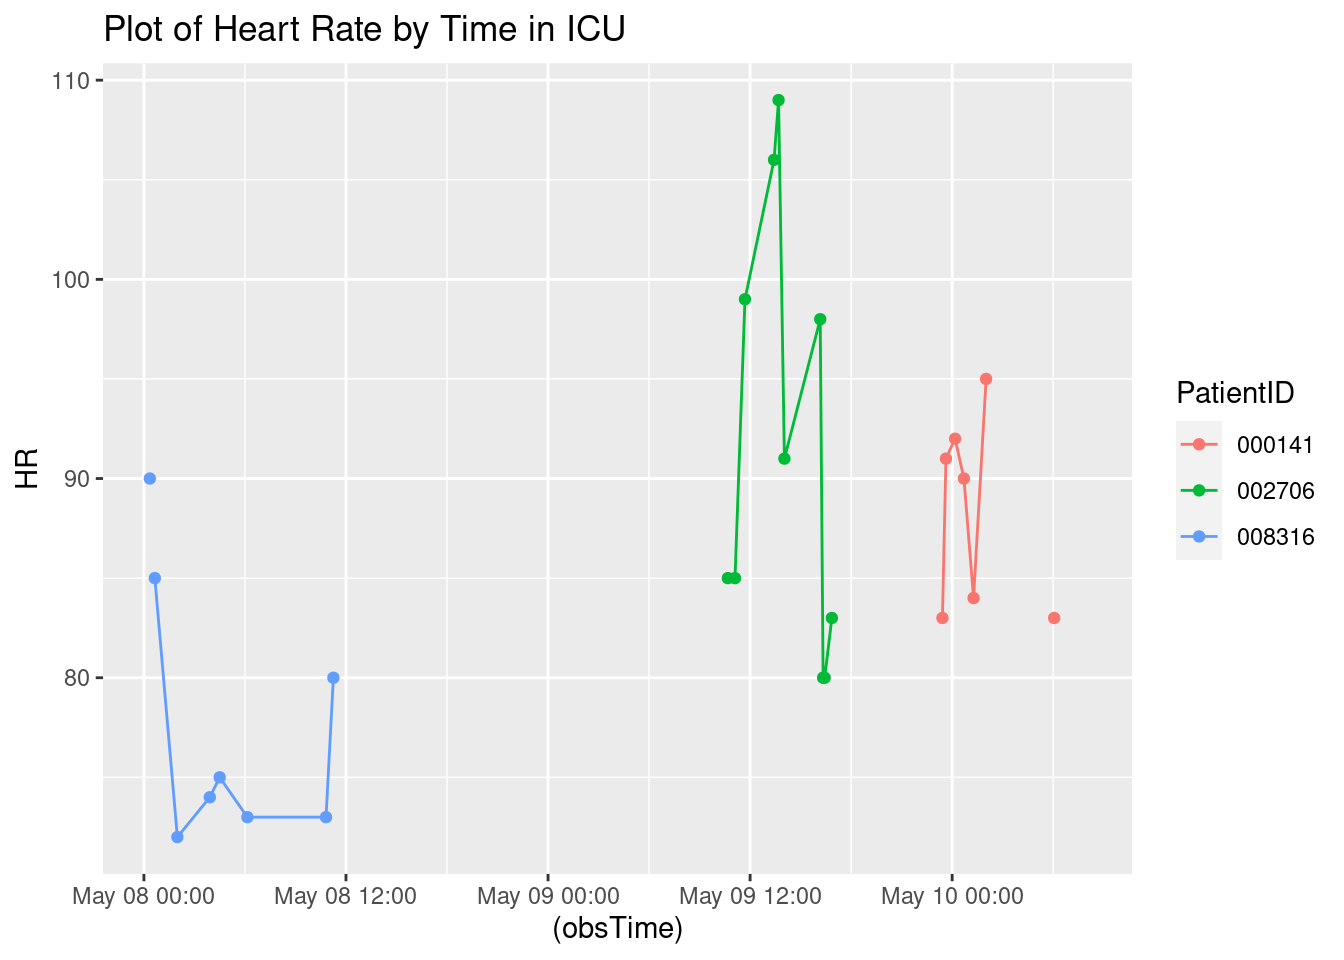 Plot of Heart Rate by Time in ICU
110
100
90
80
HR
May 08 00:00
May 08 12:00
May 09 00:00
May 09 12:00
May 10 00:00
(obsTime)
PatientID
000141
002706
008316